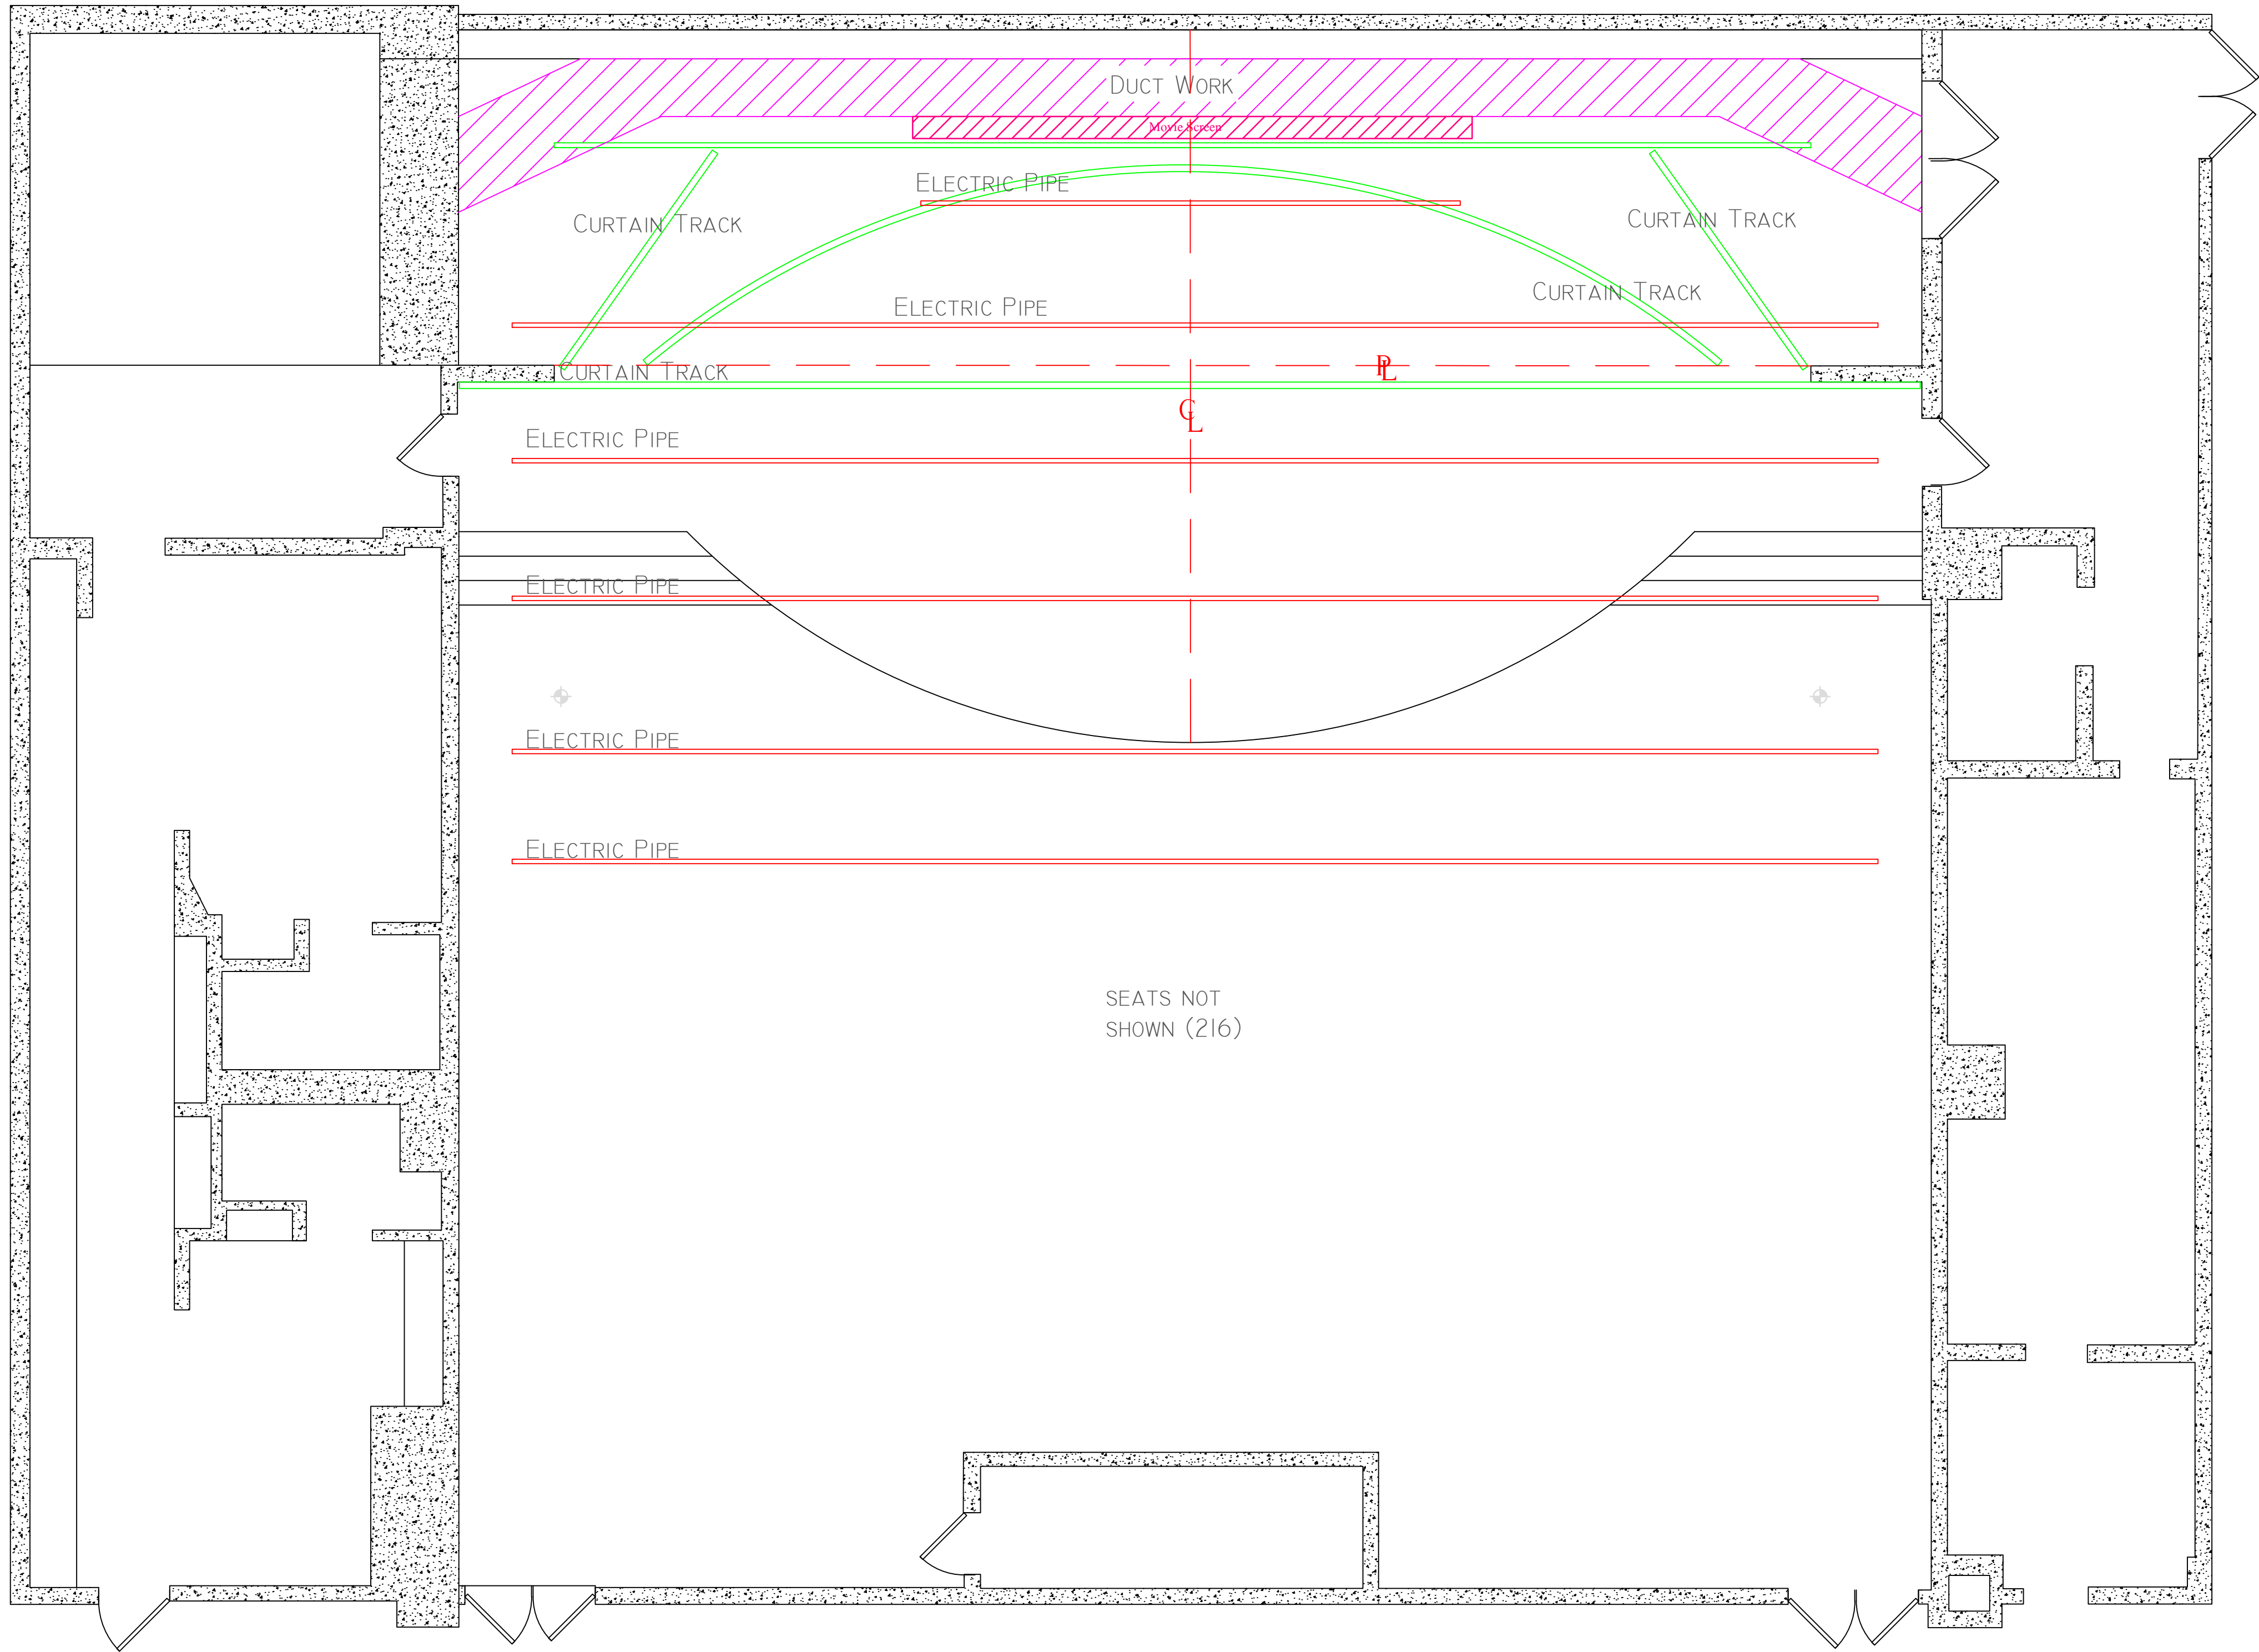 DUCT WORK
Movie Screen
ELECTRIC PIPE
CURTAIN TRACK
CURTAIN TRACK
CURTAIN TRACK
ELECTRIC PIPE
CURTAIN TRACK
PL
CL
ELECTRIC PIPE
ELECTRIC PIPE
ELECTRIC PIPE
ELECTRIC PIPE
SEATS NOT
SHOWN (216)